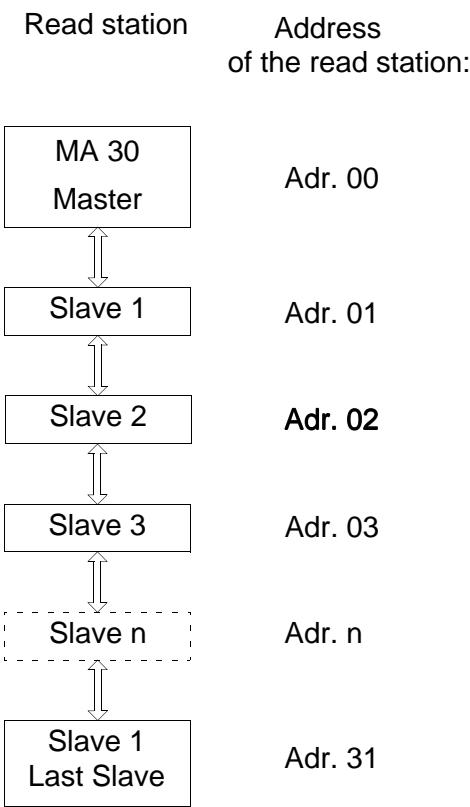 Read station
Address
of the read station:
MA 30
Master
Adr. 00
Slave 1
Adr. 01
Slave 2
Adr. 02
Slave 3
Adr. 03
Slave n
Adr. n
Slave 1
Last Slave
Adr. 31